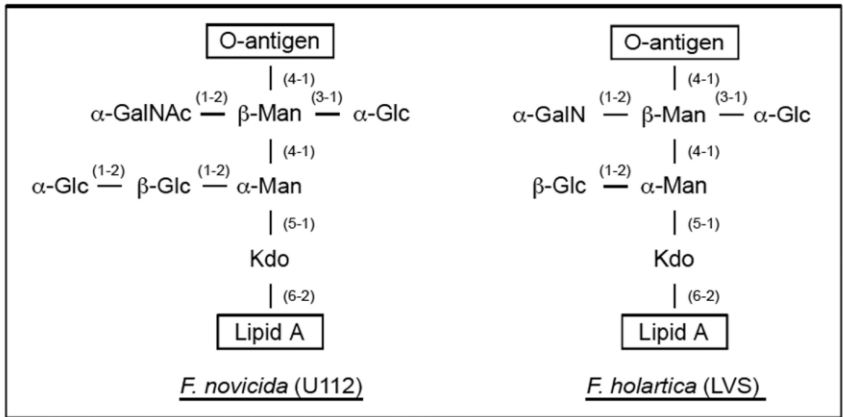 O-antigen O-antigen
(4-1) (4-1)
(1-2) (3-1) (1-2) (3-1)
α-GalNAc — β-Man — α-Glc α-GalN — β-Man — α-Glc
(4-1) (4-1)
(1-2) (1-2) (1-2)
α-Glc — β-Glc — α-Man β-Glc — α-Man
(5-1) (5-1)
Kdo Kdo
(6-2) (6-2)
Lipid A Lipid A
F. novicida (U112) F. holartica (LVS)